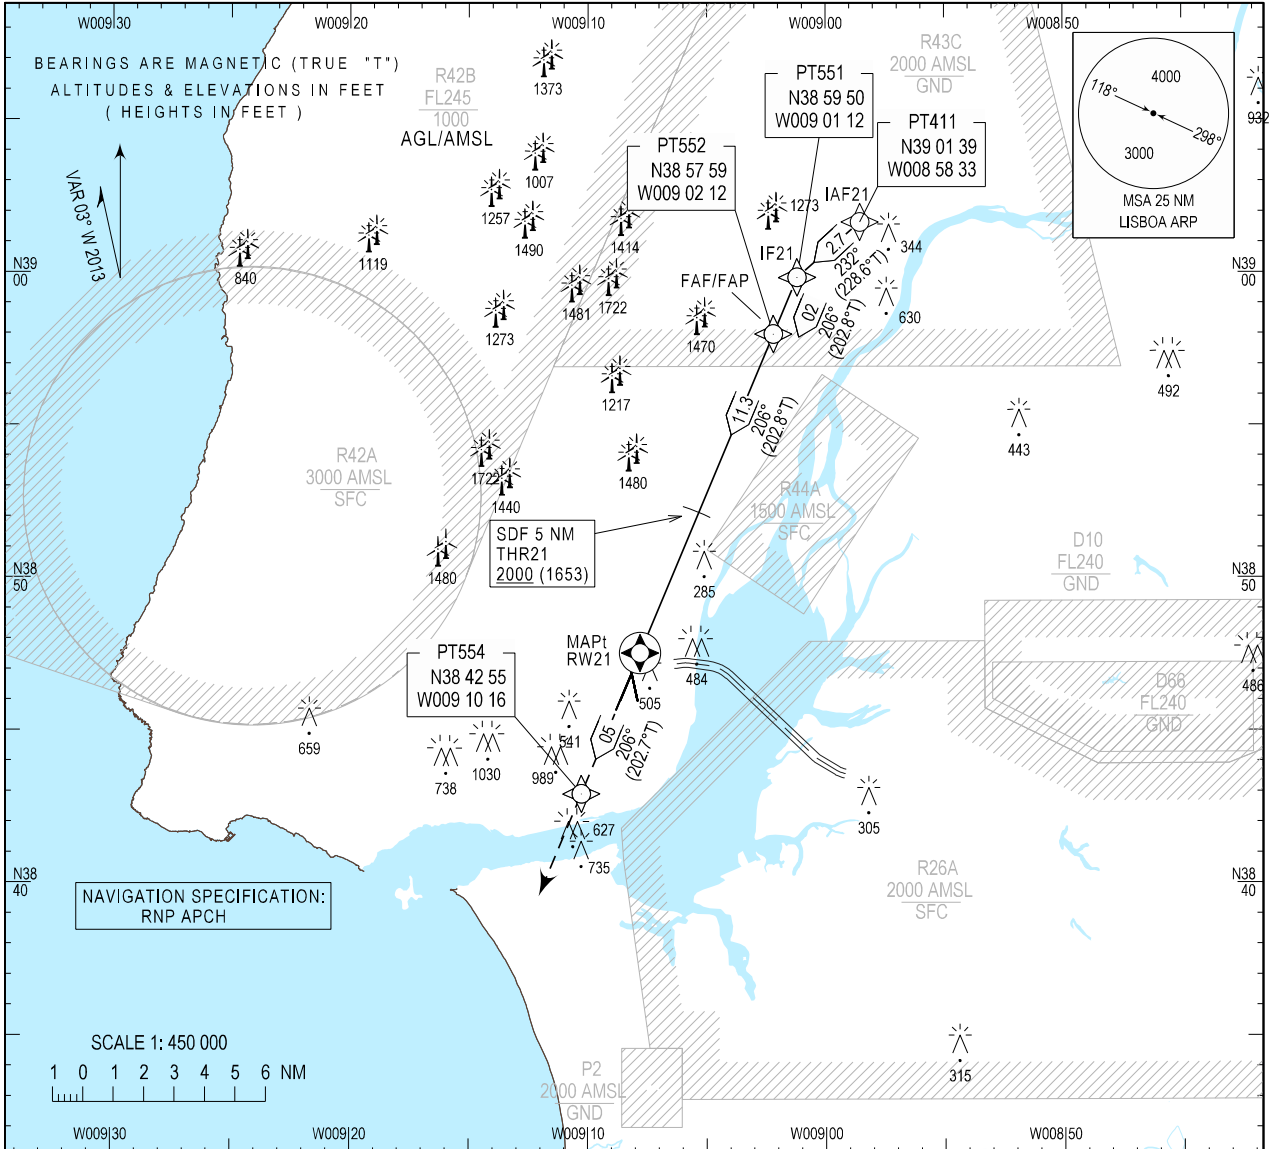 W009 30
W009 20
W009 10
W009 00
W008 50
BEARINGS ARE MAGNETIC (TRUE "T")
ALTITUDES & ELEVATIONS IN FEET
( HEIGHTS IN FEET )
VAR 03° W 2013
R42B
FL245
1000
AGL/AMSL
1373
1007
1257
1490
1414
1273
840
1119
1481
1722
1273
1470
1217
1722
1440
1480
1480
R43C
2000 AMSL
GND
PT551
N38 59 50
W009 01 12
PT411
N39 01 39
W008 58 33
PT552
N38 57 59
W009 02 12
IAF21
IF21
FAF/FAP
2.7
232°
(228.6°T)
02
206°
(202.8°T)
11.3
206°
(202.8°T)
344
630
118°
4000
298°
3000
MSA 25 NM
LISBOA ARP
932
N39
00
N39
00
492
443
R42A
3000 AMSL
SFC
R44A
1500 AMSL
SFC
SDF 5 NM
THR21
2000 (1653)
285
D10
FL240
GND
N38
50
N38
50
MAPt
RW21
PT554
N38 42 55
W009 10 16
484
505
541
05
206°
(202.7°T)
D66
FL240
GND
486
659
738
1030
989
627
735
305
N38
40
N38
40
R26A
2000 AMSL
SFC
NAVIGATION SPECIFICATION:
RNP APCH
SCALE 1: 450 000
1 0 1 2 3 4 5 6 NM
P2
2000 AMSL
GND
315
W009 30
W009 20
W009 10
W009 00
W008 50